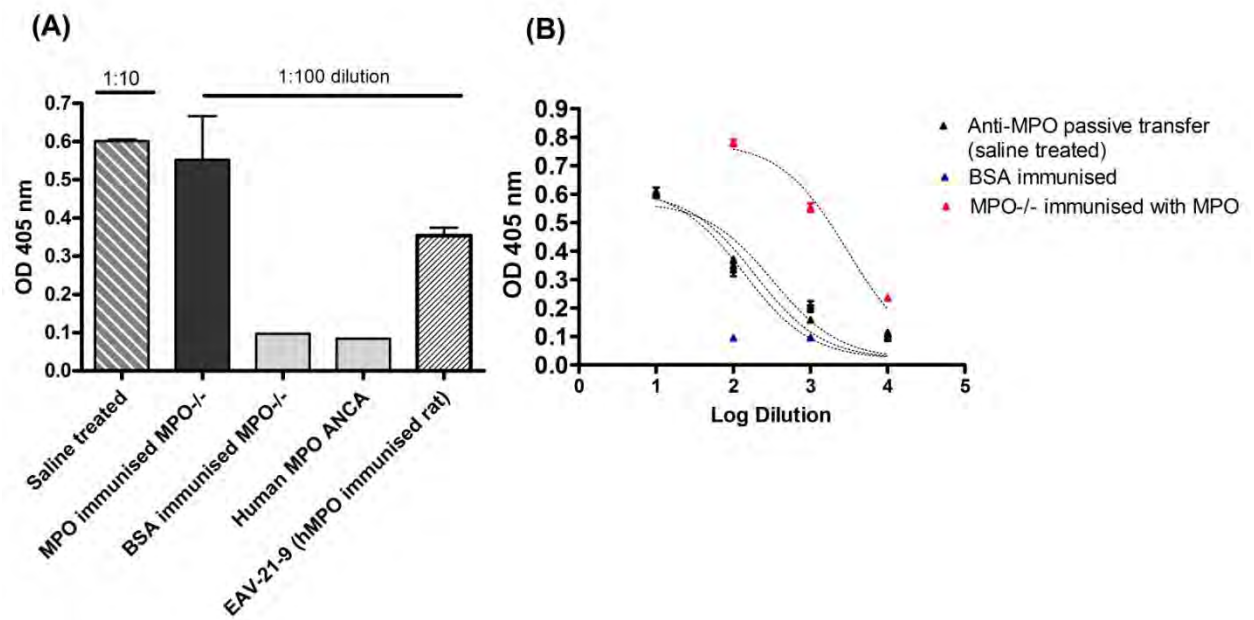 (A)
1:10
1:100 dilution
OD 405 nm
0.7
0.6
0.5
0.4
0.3
0.2
0.1
0.0
Saline treated
MPO immunised MPO-/-
BSA immunised MPO-/-
Human MPO ANCA
EAV-21-9 (hMPO immunised rat)
(B)
OD 405 nm
0.9
0.8
0.7
0.6
0.5
0.4
0.3
0.2
0.1
0.0
0 1 2 3 4 5
Log Dilution
Anti-MPO passive transfer
(saline treated)
BSA immunised
MPO-/- immunised with MPO